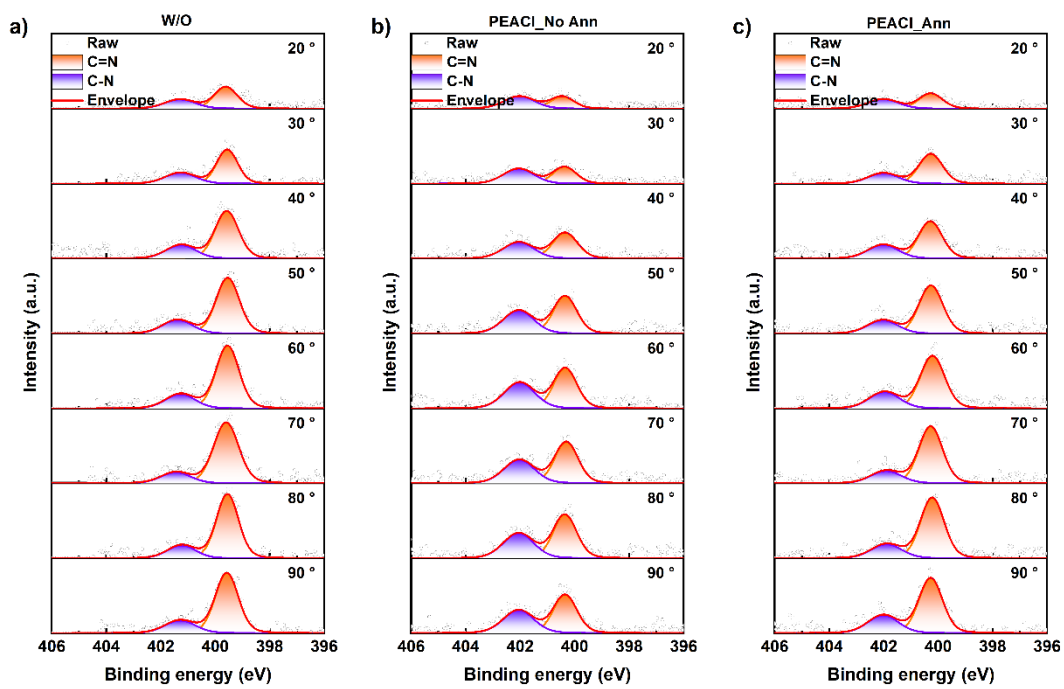 a)
W/O
Raw
C=N
C-N
Envelope
20 °
30 °
40 °
50 °
60 °
70 °
80 °
90 °
Intensity (a.u.)
406 404 402 400 398 396
Binding energy (eV)
b)
PEACl_No Ann
Raw
C=N
C-N
Envelope
20 °
30 °
40 °
50 °
60 °
70 °
80 °
90 °
Intensity (a.u.)
406 404 402 400 398 396
Binding energy (eV)
c)
PEACl_Ann
Raw
C=N
C-N
Envelope
20 °
30 °
40 °
50 °
60 °
70 °
80 °
90 °
Intensity (a.u.)
406 404 402 400 398 396
Binding energy (eV)